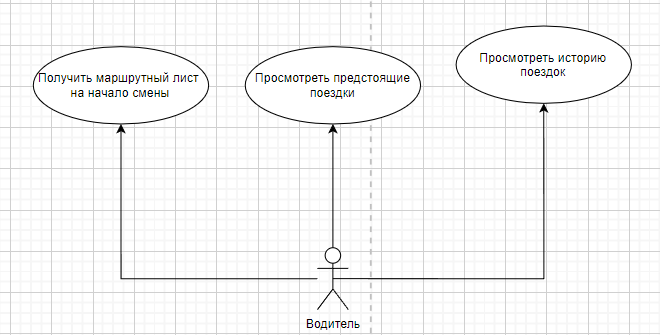 Получить маршрутный лист
на начало смены
Просмотреть предстоящие
поездки
Просмотреть историю
поездок
Водитель